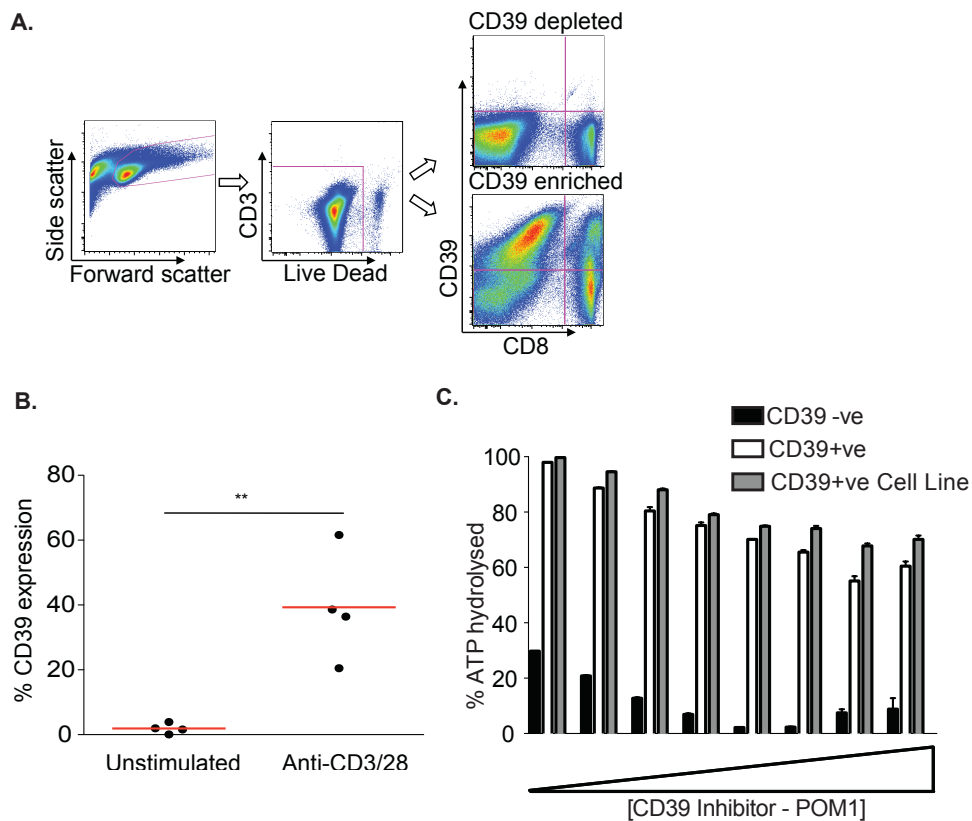 A.
CD39 depleted
Side scatter
Forward scatter
CD3
Live Dead
CD39 enriched
CD39
CD8
B.
% CD39 expression
80
60
40
20
0
**
Unstimulated
Anti-CD3/28
C.
CD39 -ve
CD39+ve
CD39+ve Cell Line
% ATP hydrolysed
100
80
60
40
20
0
[CD39 Inhibitor - POM1]